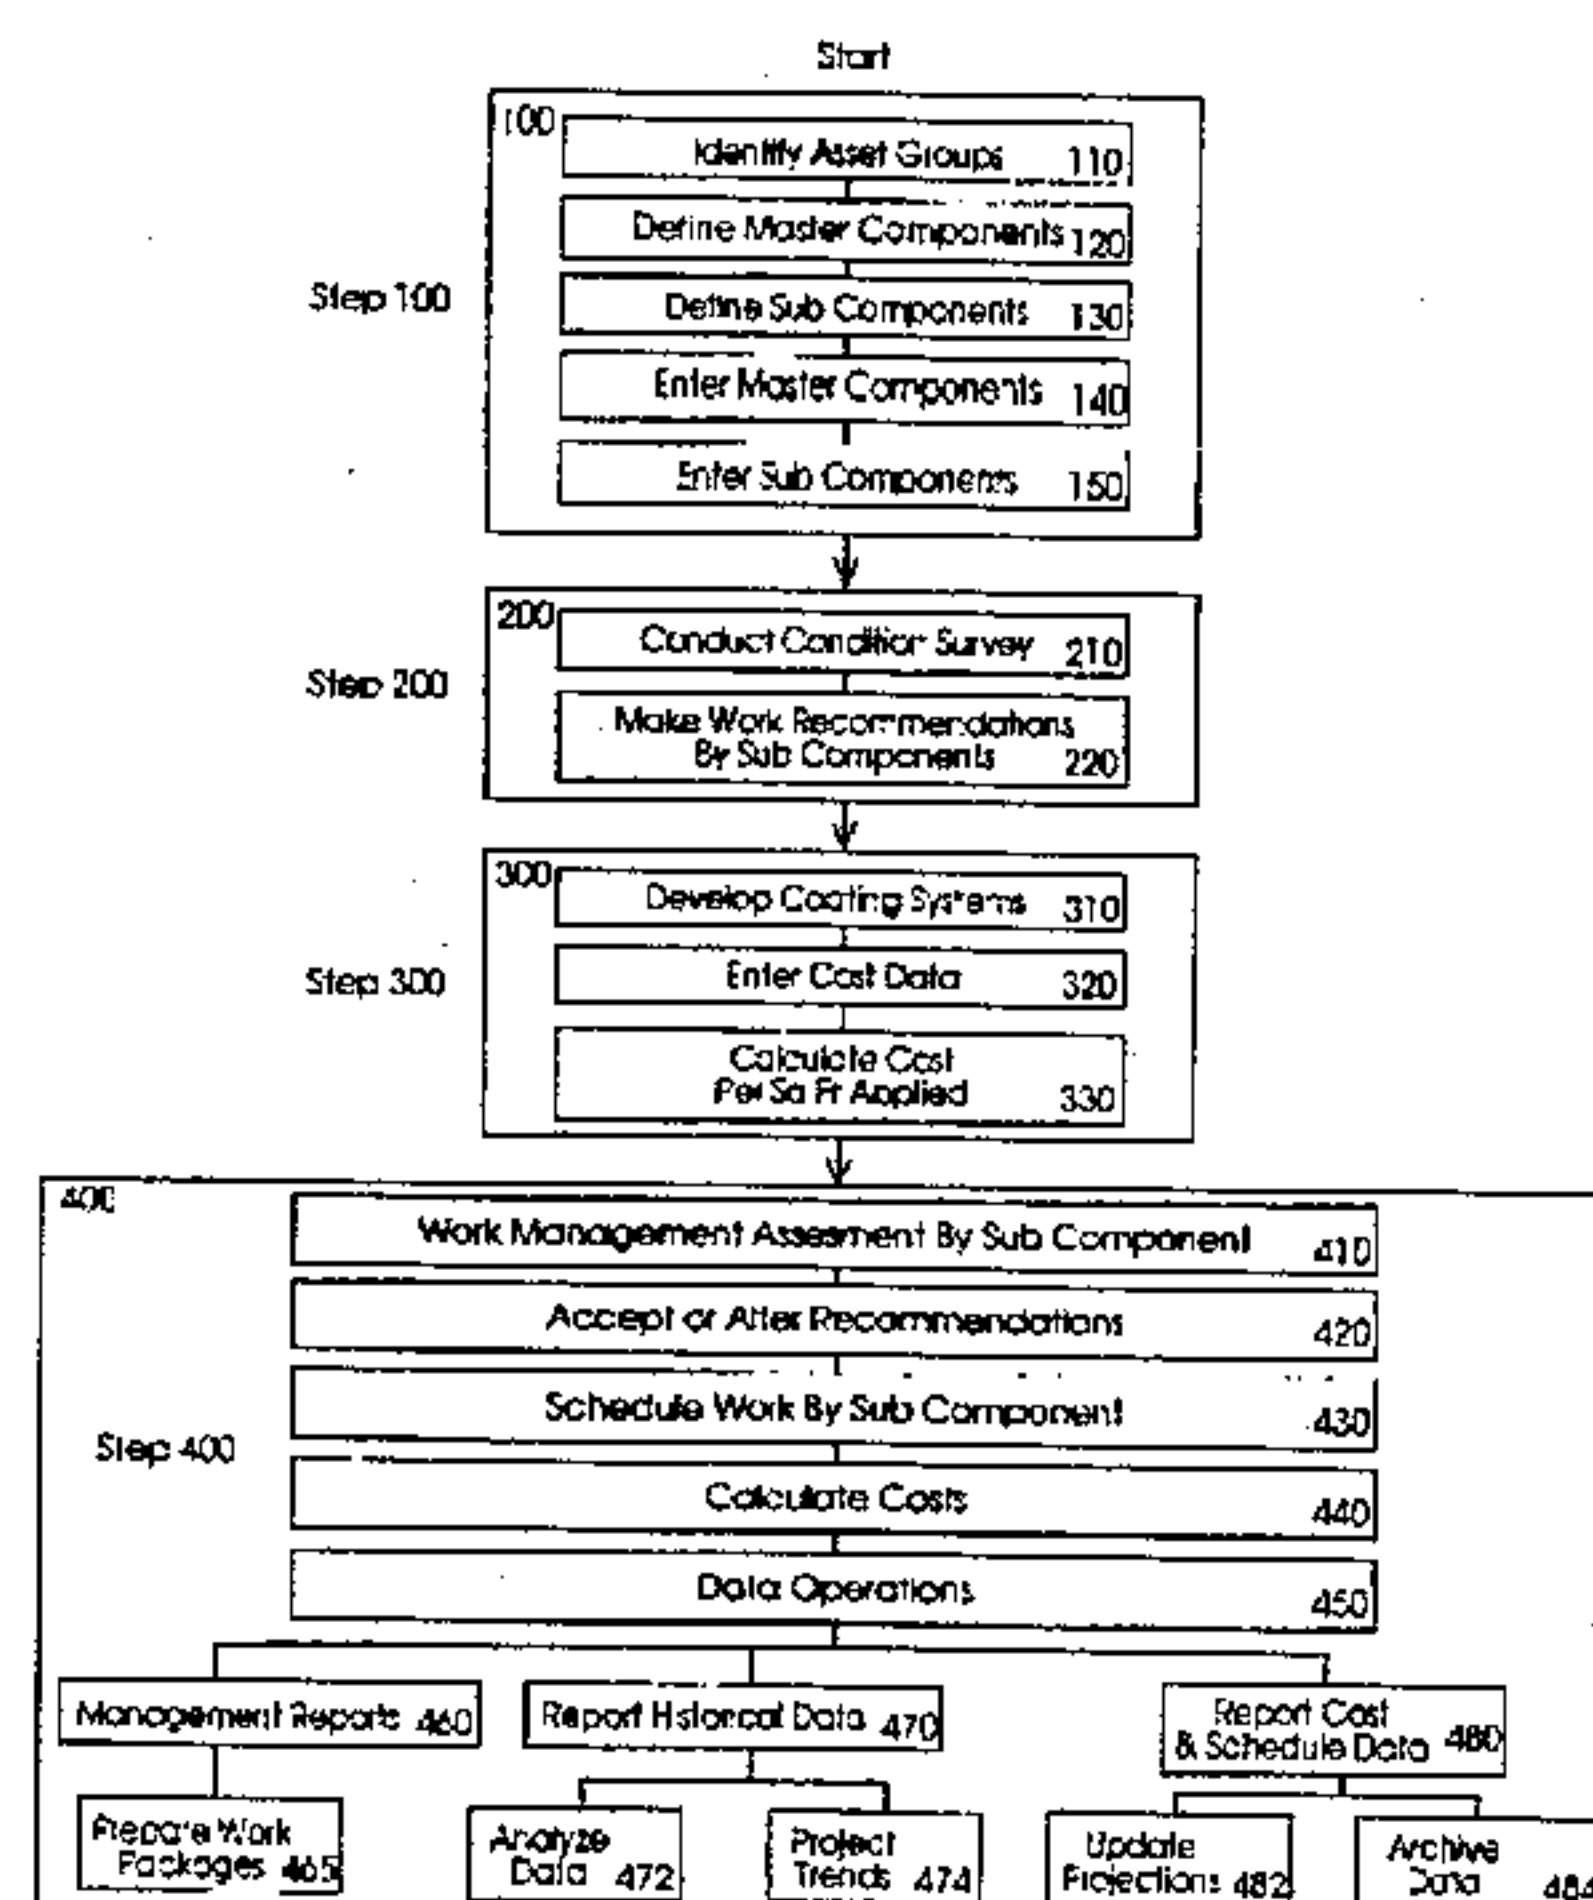 Start
100
Identify Asset Groups 110
Define Master Components 120
Step 100
Define Sub Components 130
Enter Master Components 140
Enter Sub Components 150
200
Conduct Condition Survey 210
Step 200
Make Work Recommendations
By Sub Components 220
300
Develop Coating Systems 310
Step 300
Enter Cost Data 320
Calculate Cost
Per Sq Ft Applied 330
400
Work Management Assesment By Sub Component 410
Accept or Alter Recommendations 420
Schedule Work By Sub Component 430
Step 400
Calculate Costs 440
Data Operations 450
Management Reports 460
Report Historical Data 470
Report Cost
& Schedule Data 480
Prepare Work
Packages 465
Analyze
Data 472
Project
Trends 474
Update
Projections 482
Archive
Data